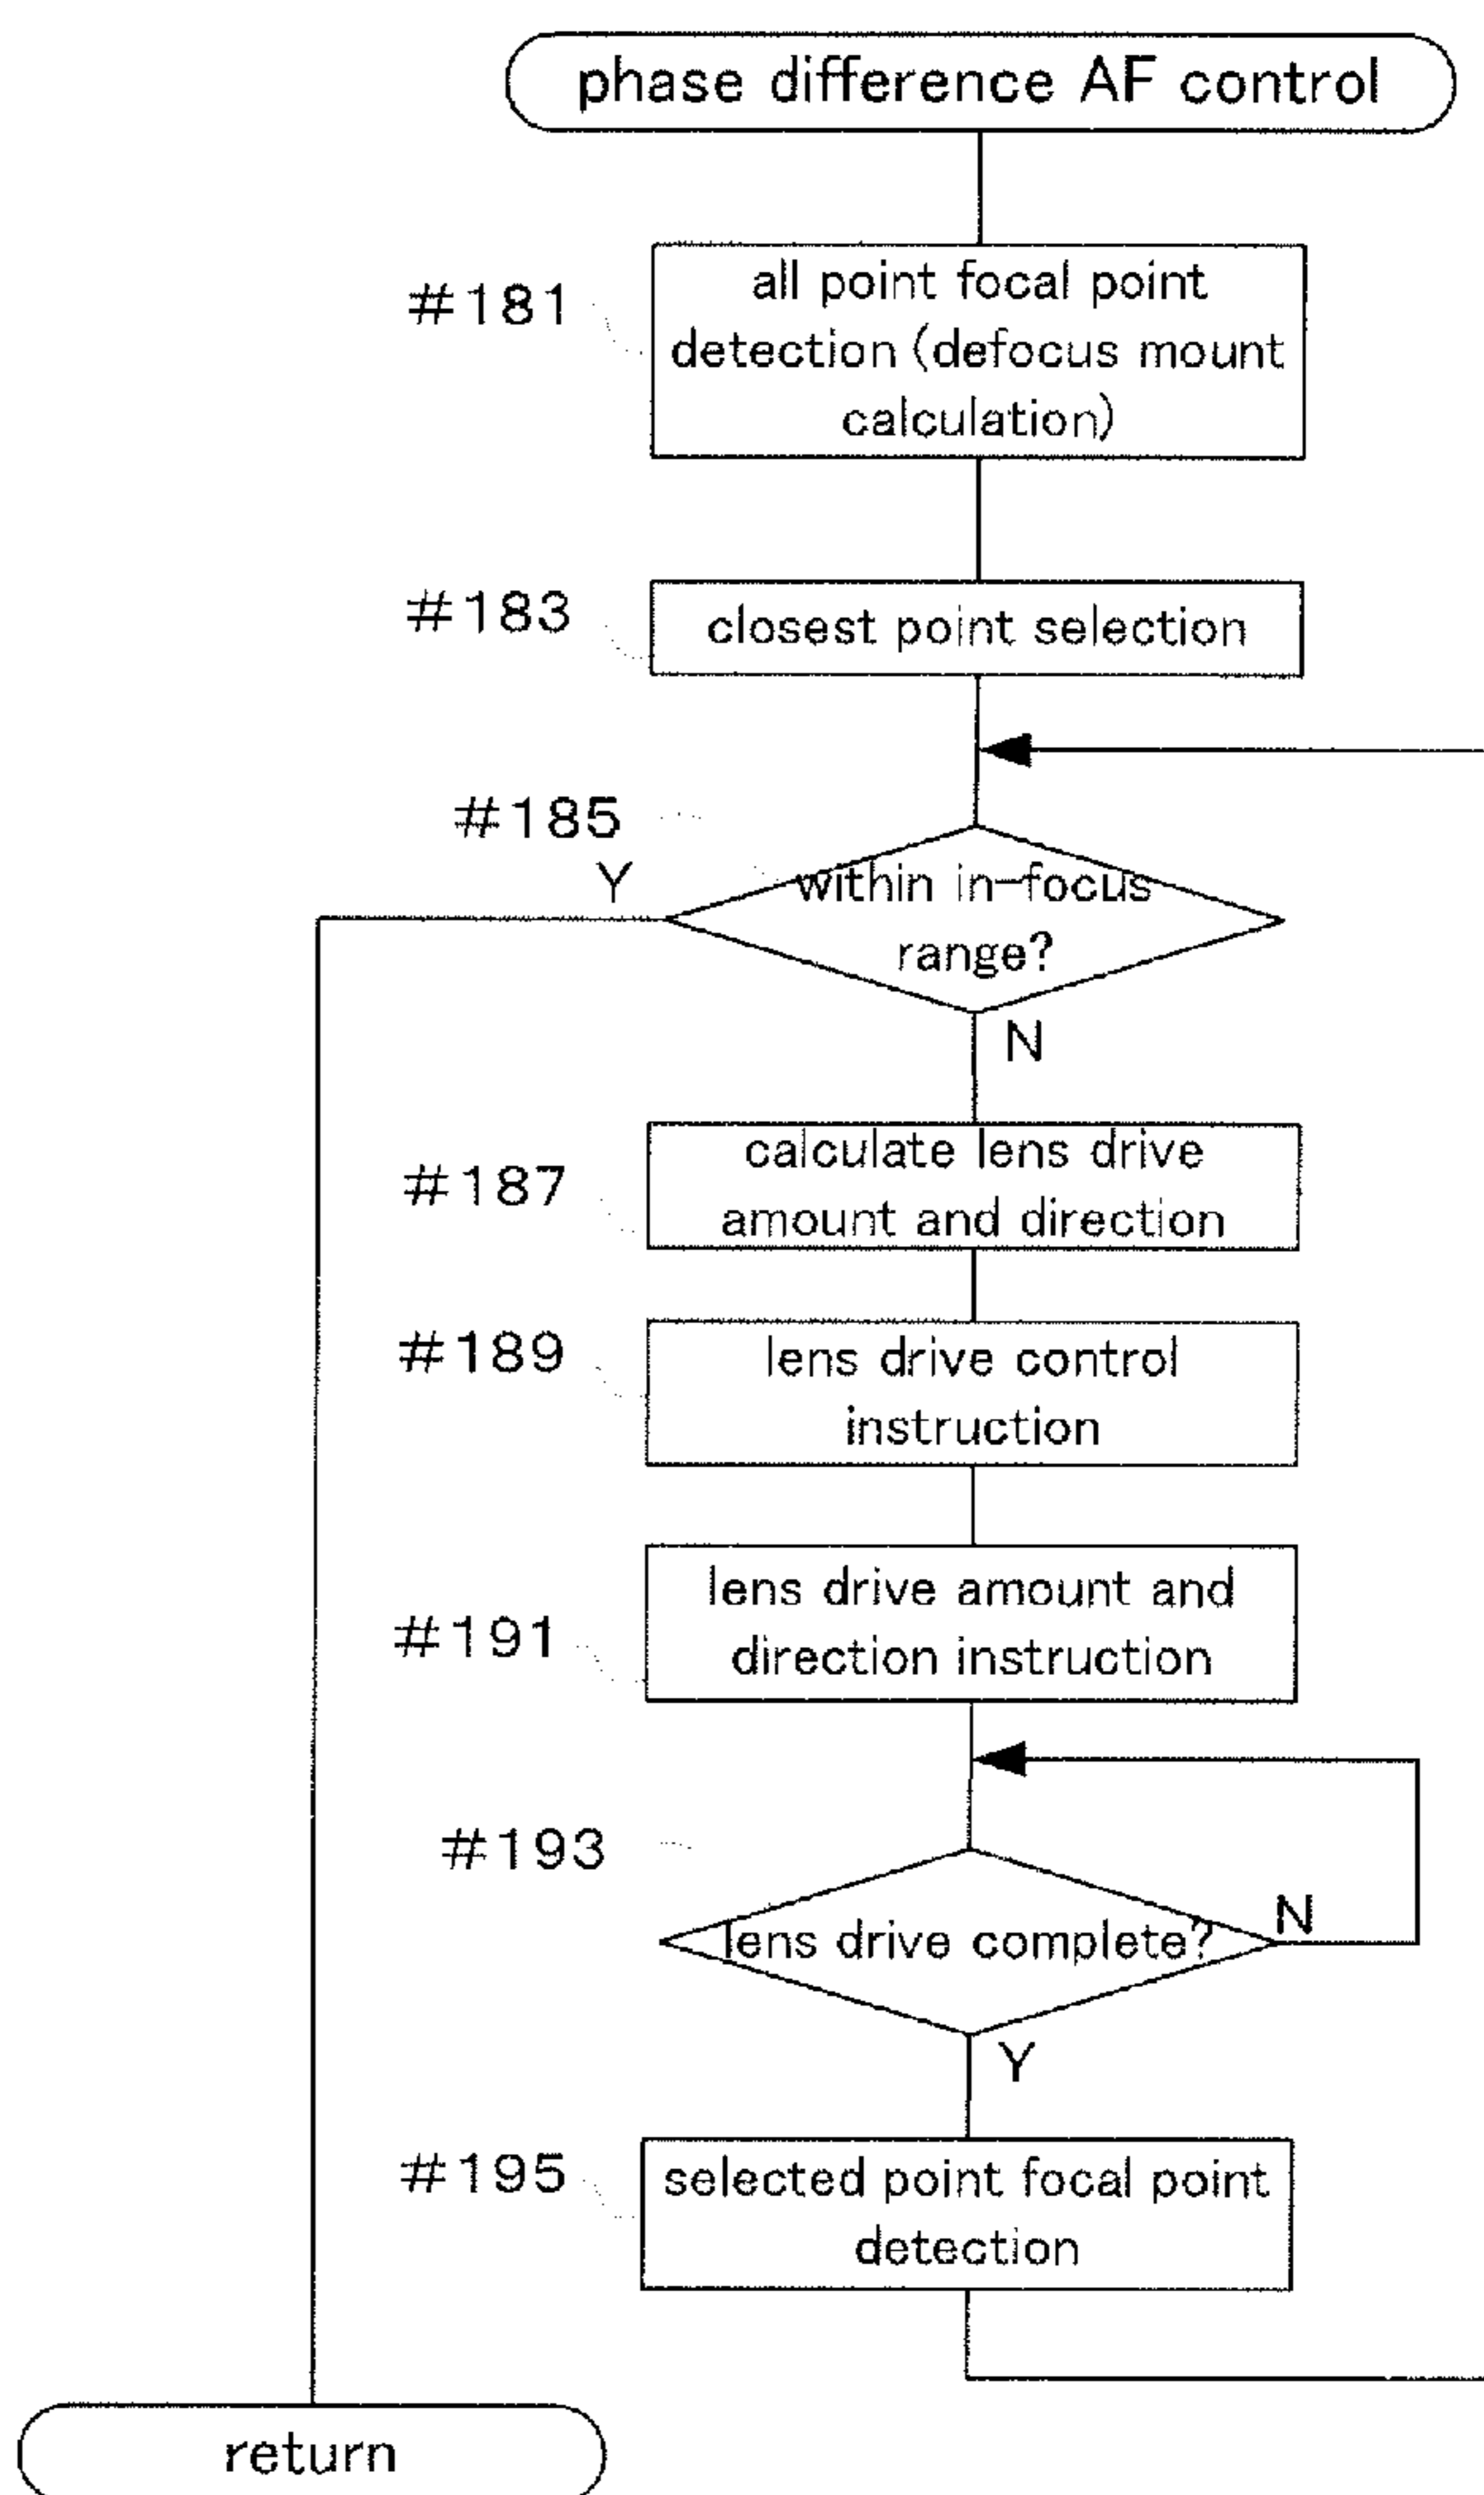 phase difference AF control
#181
all point focal point
detection (defocus mount
calculation)
#183
closest point selection
#185
Y
within in-focus
range?
N
#187
calculate lens drive
amount and direction
#189
lens drive control
instruction
#191
lens drive amount and
direction instruction
#193
lens drive complete?
N
Y
#195
selected point focal point
detection
return